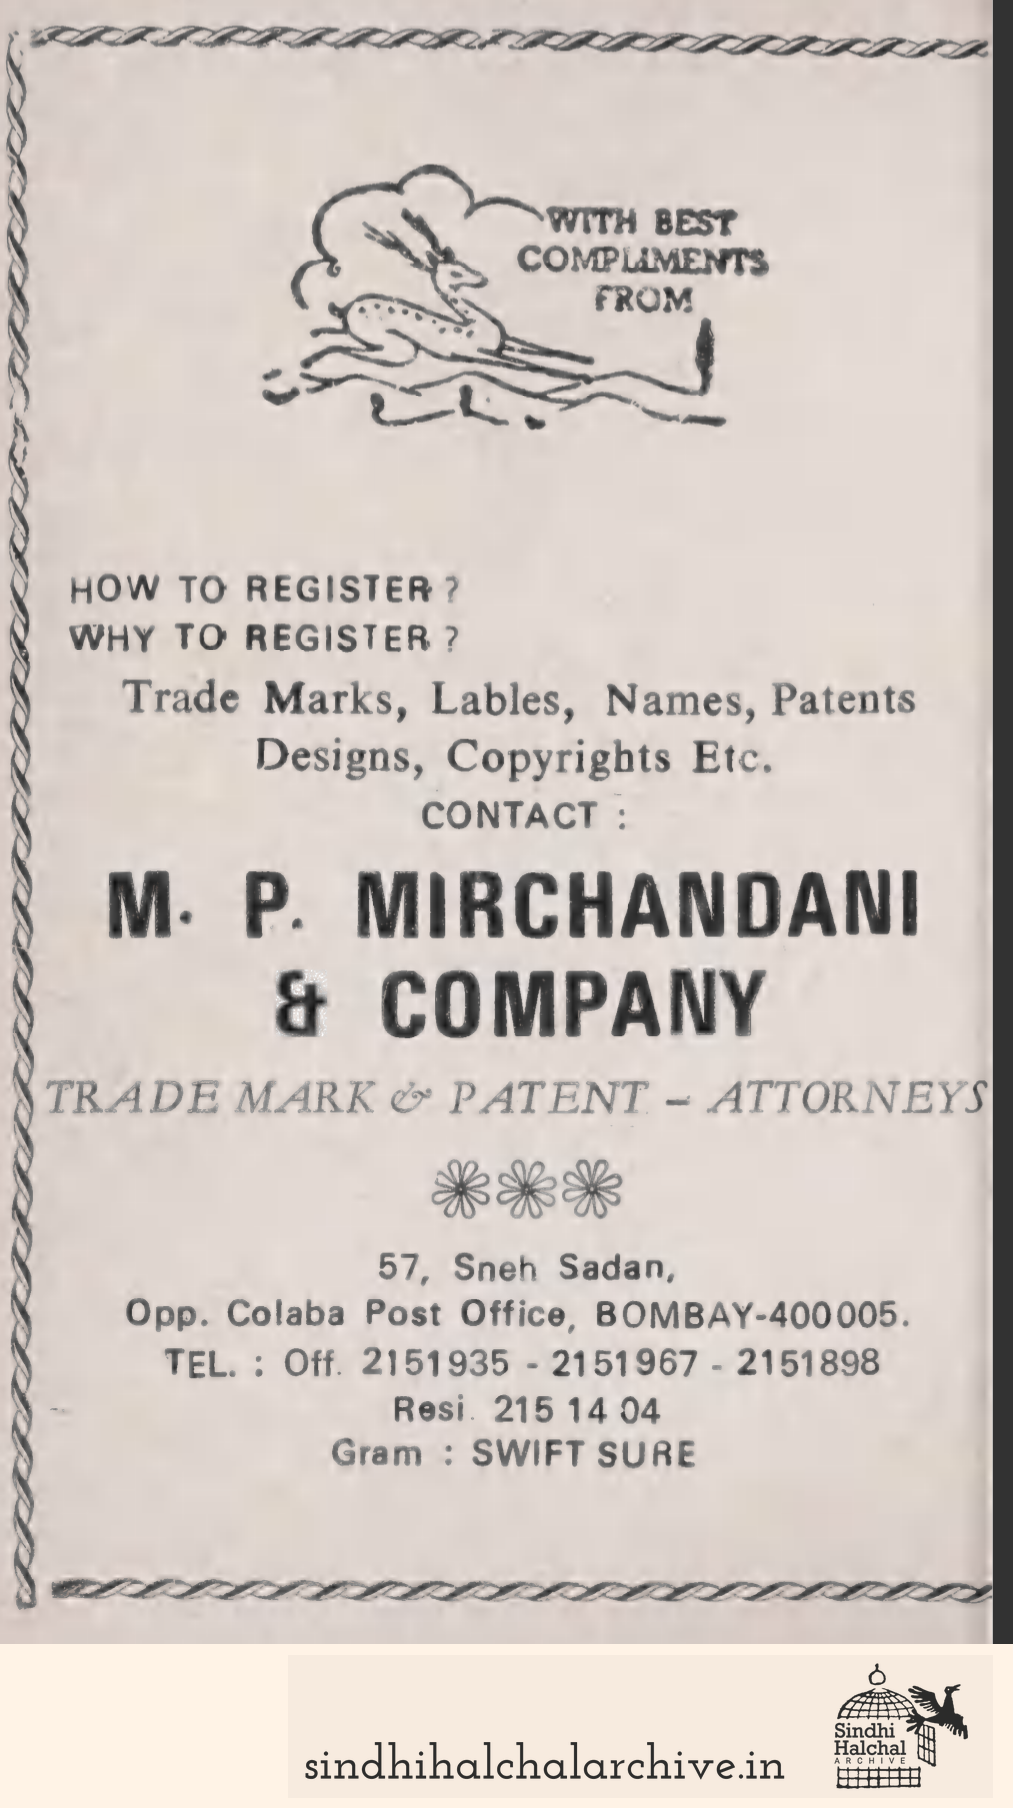 WITH BEST
COMPLIMENTS
FROM
HOW TO REGISTER ?
WHY TO REGISTER ?
Trade Marks, Lables, Names, Patents
Designs, Copyrights Etc.
CONTACT :
M. P. MIRCHANDANI
& COMPANY
TRADE MARK & PATENT - ATTORNEYS
57, Sneh Sadan,
Opp. Colaba Post Office, BOMBAY-400005.
TEL. : Off. 2151935 - 2151967 - 2151898
Resi. 215 14 04
Gram : SWIFT SURE
sindhihalchalarchive.in
Sindhi
Halchal
ARCHIVE